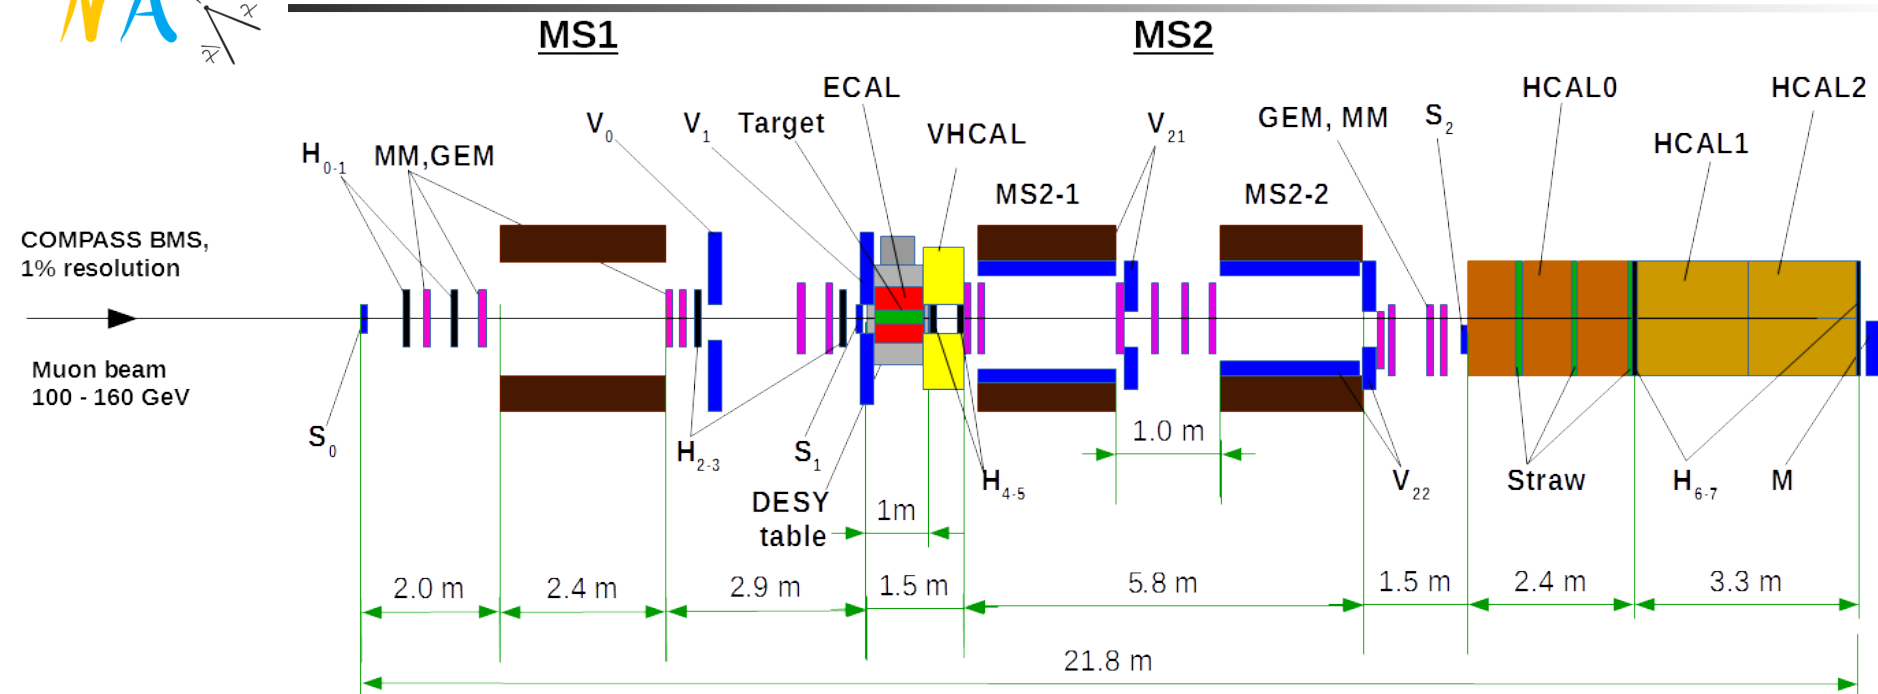 NA
χ
χ̄
MS1
MS2
ECAL
HCAL0
HCAL2
V0
V1
Target
VHCAL
V21
GEM, MM
S2
HCAL1
H0-1
MM,GEM
MS2-1
MS2-2
COMPASS BMS,
1% resolution
Muon beam
100 - 160 GeV
S0
H2-3
S1
H4-5
1.0 m
V22
Straw
H6-7
M
DESY
table
1m
2.0 m
2.4 m
2.9 m
1.5 m
5.8 m
1.5 m
2.4 m
3.3 m
21.8 m